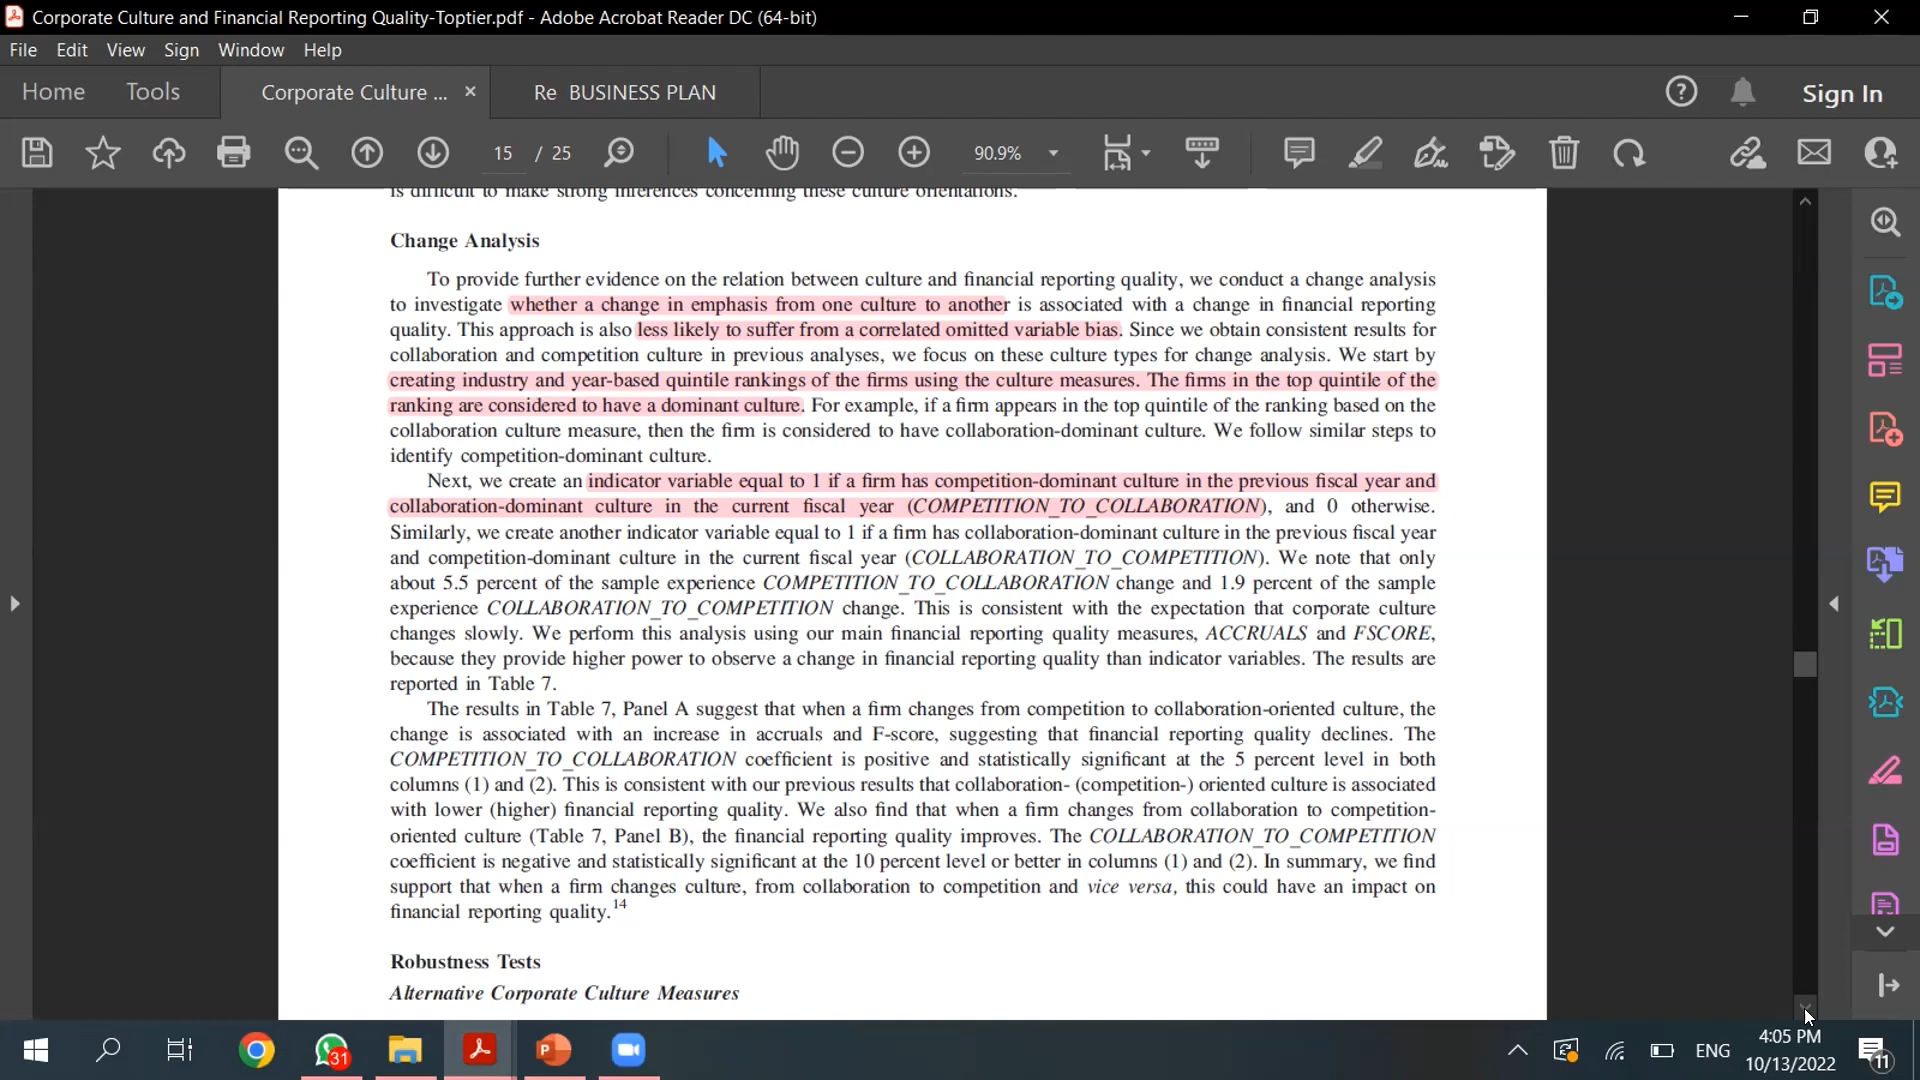 Corporate Culture and Financial Reporting Quality-Toptier.pdf - Adobe Acrobat Reader DC (64-bit)
File Edit View Sign Window Help
Home Tools Corporate Culture ... × Re BUSINESS PLAN ? Sign In
15 / 25 90.9%
is difficult to make strong inferences concerning these culture orientations.
Change Analysis
To provide further evidence on the relation between culture and financial reporting quality, we conduct a change analysis
to investigate whether a change in emphasis from one culture to another is associated with a change in financial reporting
quality. This approach is also less likely to suffer from a correlated omitted variable bias. Since we obtain consistent results for
collaboration and competition culture in previous analyses, we focus on these culture types for change analysis. We start by
creating industry and year-based quintile rankings of the firms using the culture measures. The firms in the top quintile of the
ranking are considered to have a dominant culture. For example, if a firm appears in the top quintile of the ranking based on the
collaboration culture measure, then the firm is considered to have collaboration-dominant culture. We follow similar steps to
identify competition-dominant culture.
Next, we create an indicator variable equal to 1 if a firm has competition-dominant culture in the previous fiscal year and
collaboration-dominant culture in the current fiscal year (COMPETITION_TO_COLLABORATION), and 0 otherwise.
Similarly, we create another indicator variable equal to 1 if a firm has collaboration-dominant culture in the previous fiscal year
and competition-dominant culture in the current fiscal year (COLLABORATION_TO_COMPETITION). We note that only
about 5.5 percent of the sample experience COMPETITION_TO_COLLABORATION change and 1.9 percent of the sample
experience COLLABORATION_TO_COMPETITION change. This is consistent with the expectation that corporate culture
changes slowly. We perform this analysis using our main financial reporting quality measures, ACCRUALS and FSCORE,
because they provide higher power to observe a change in financial reporting quality than indicator variables. The results are
reported in Table 7.
The results in Table 7, Panel A suggest that when a firm changes from competition to collaboration-oriented culture, the
change is associated with an increase in accruals and F-score, suggesting that financial reporting quality declines. The
COMPETITION_TO_COLLABORATION coefficient is positive and statistically significant at the 5 percent level in both
columns (1) and (2). This is consistent with our previous results that collaboration- (competition-) oriented culture is associated
with lower (higher) financial reporting quality. We also find that when a firm changes from collaboration to competition-
oriented culture (Table 7, Panel B), the financial reporting quality improves. The COLLABORATION_TO_COMPETITION
coefficient is negative and statistically significant at the 10 percent level or better in columns (1) and (2). In summary, we find
support that when a firm changes culture, from collaboration to competition and vice versa, this could have an impact on
financial reporting quality.14
Robustness Tests
Alternative Corporate Culture Measures
31 ENG 4:05 PM
10/13/2022 11